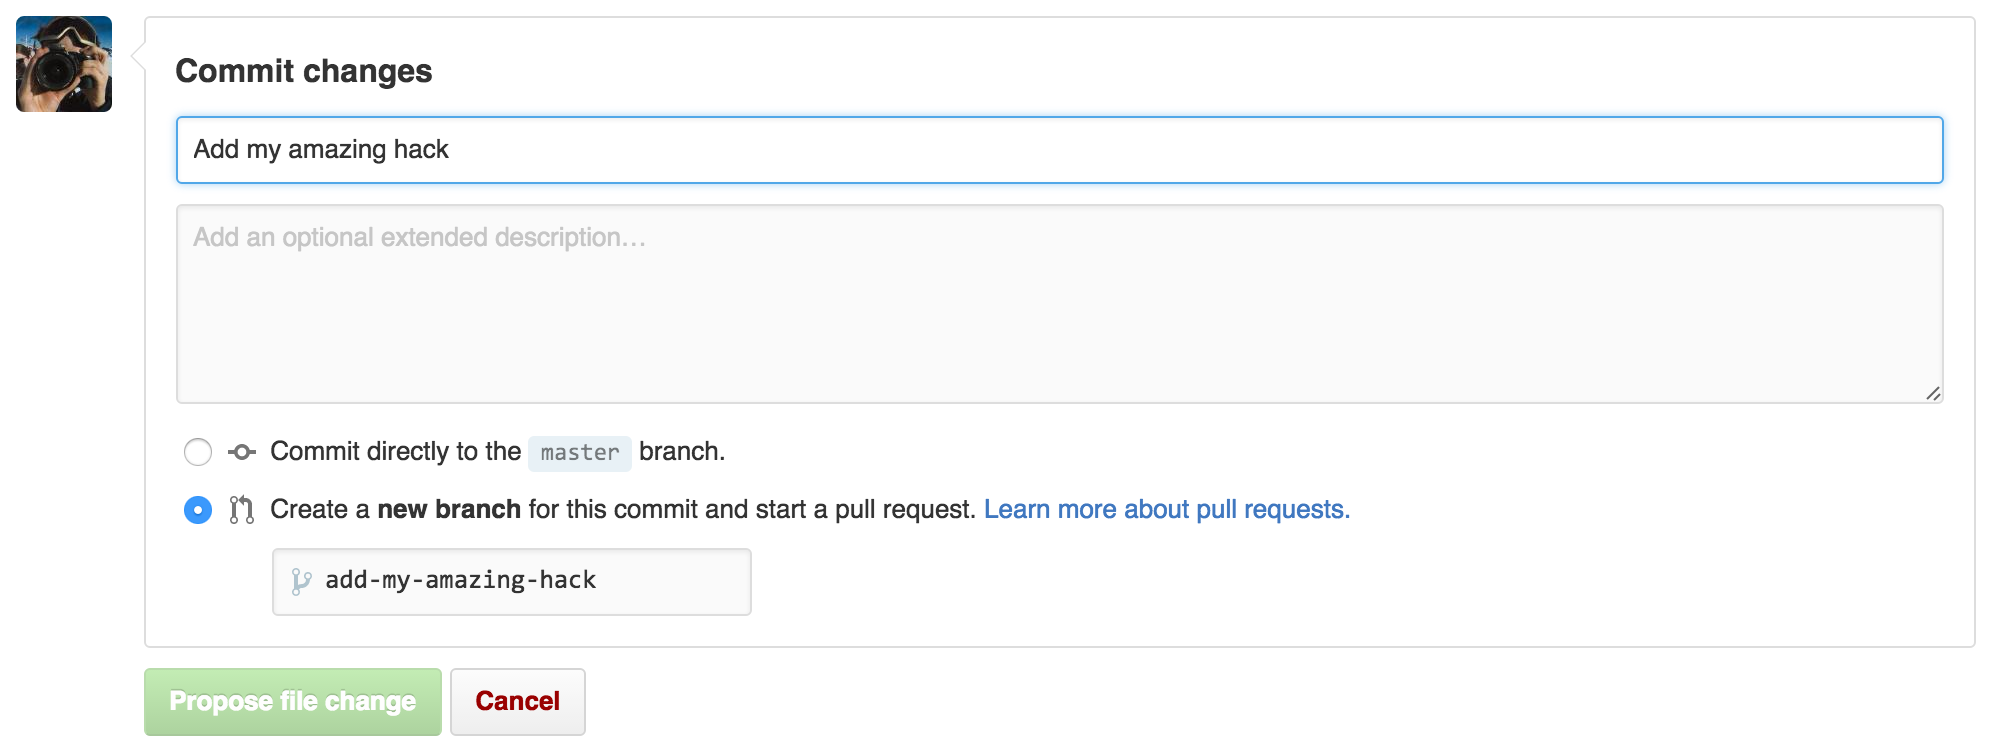 Commit changes
Add my amazing hack
Add an optional extended description…
Commit directly to the master branch.
Create a new branch for this commit and start a pull request. Learn more about pull requests.
add-my-amazing-hack
Propose file change Cancel